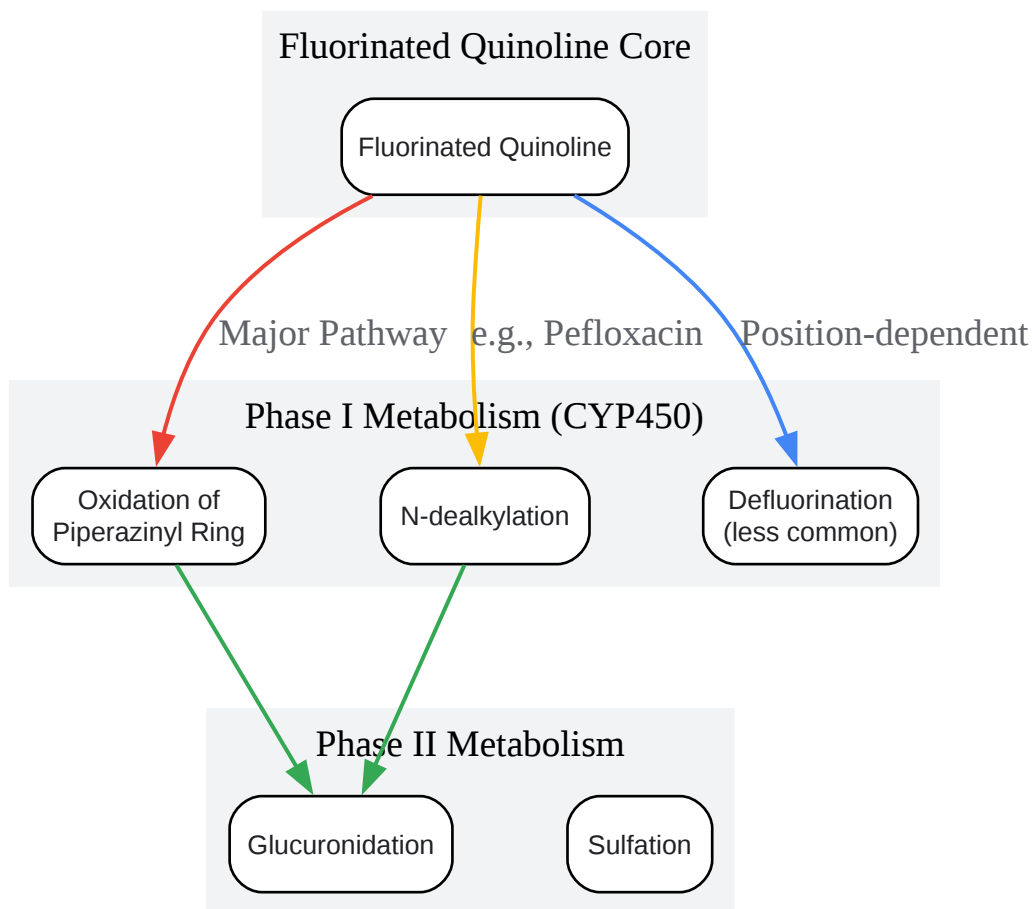 Fluorinated Quinoline Core
Fluorinated Quinoline
Major Pathway
e.g., Pefloxacin
Position-dependent
Phase I Metabolism (CYP450)
Oxidation of
Piperazinyl Ring
N-dealkylation
Defluorination
(less common)
Phase II Metabolism
Glucuronidation
Sulfation